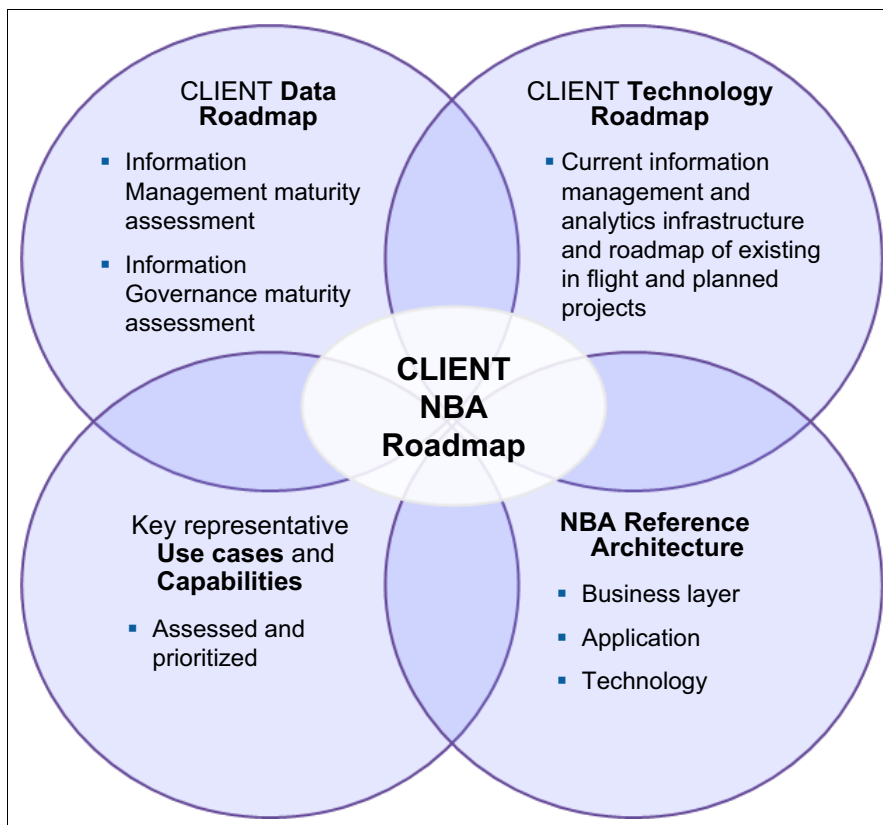 CLIENT Data
Roadmap
▪ Information
Management maturity
assessment
▪ Information
Governance maturity
assessment
CLIENT Technology
Roadmap
▪ Current information
management and
analytics infrastructure
and roadmap of existing
in flight and planned
projects
CLIENT
NBA
Roadmap
Key representative
Use cases and
Capabilities
▪ Assessed and
prioritized
NBA Reference
Architecture
▪ Business layer
▪ Application
▪ Technology